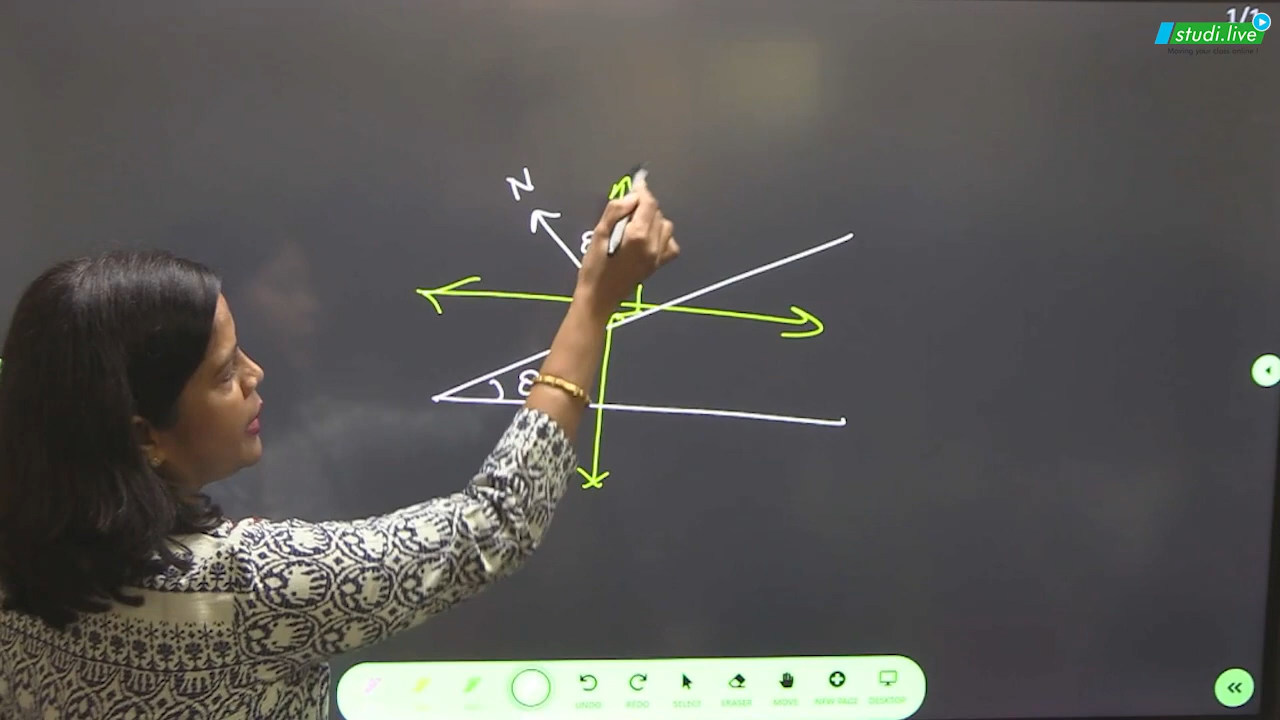 1/1
studi.live
Moving your class online !
N
UNDO
REDO
SELECT
ERASER
MOVE
NEW PAGE
DESKTOP